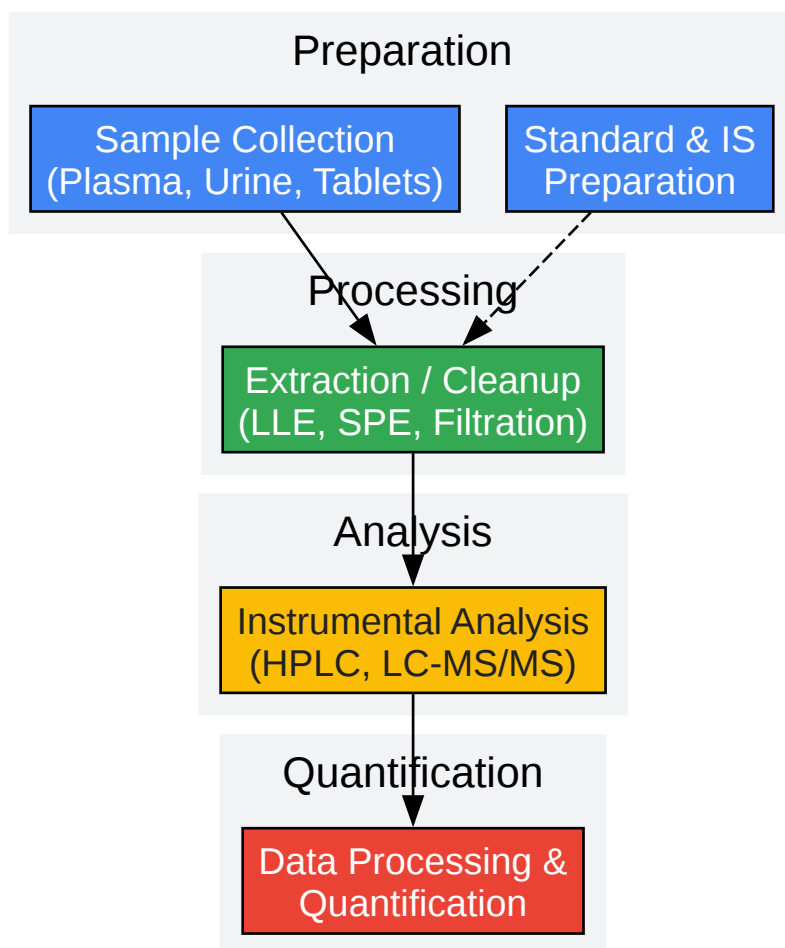 Preparation
Sample Collection
(Plasma, Urine, Tablets)
Standard & IS
Preparation
Processing
Extraction / Cleanup
(LLE, SPE, Filtration)
Analysis
Instrumental Analysis
(HPLC, LC-MS/MS)
Quantification
Data Processing &
Quantification